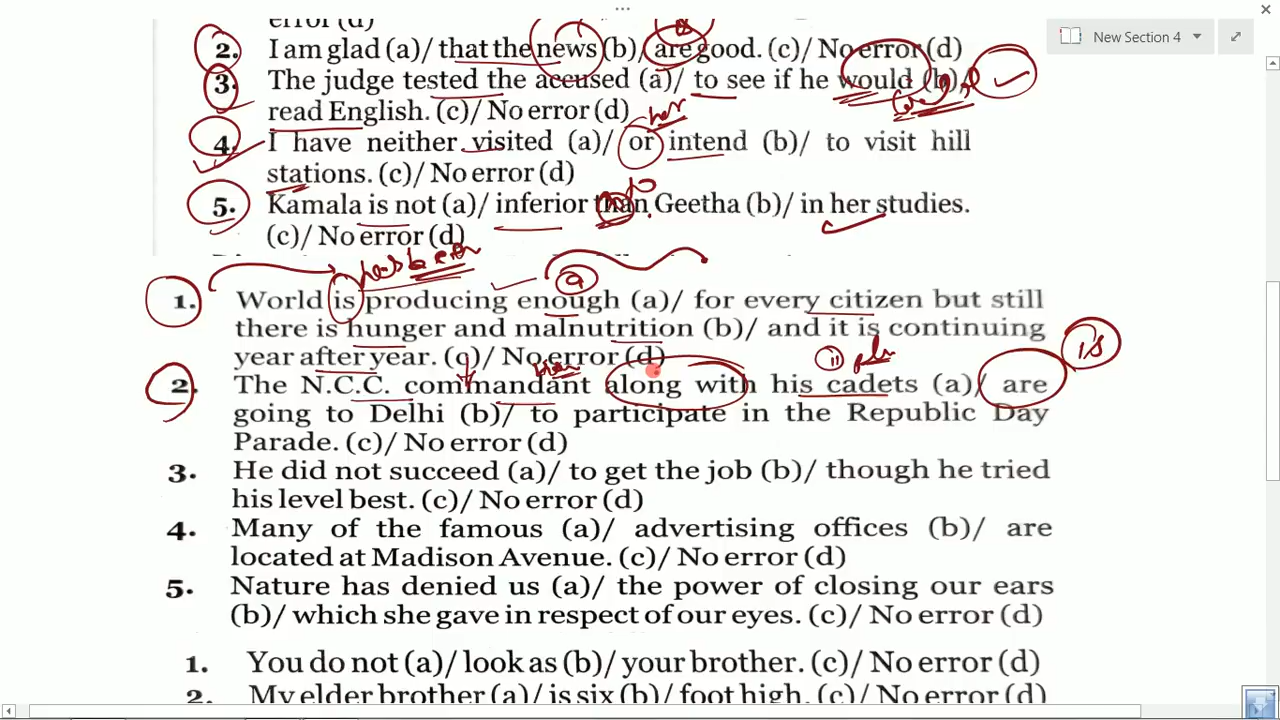 error (d)
New Section 4
2. I am glad (a)/ that the news (b)/ are good. (c)/ No error (d)
3. The judge tested the accused (a)/ to see if he would (b)/
read English. (c)/ No error (d)
4. I have neither visited (a)/ or intend (b)/ to visit hill
stations. (c)/ No error (d)
5. Kamala is not (a)/ inferior than Geetha (b)/ in her studies.
to
(c)/ No error (d)
has been
a
1. World is producing enough (a)/ for every citizen but still
there is hunger and malnutrition (b)/ and it is continuing
year after year. (c)/ No error (d)
is
2. The N.C.C. commandant along with his cadets (a)/ are
going to Delhi (b)/ to participate in the Republic Day
Parade. (c)/ No error (d)
3. He did not succeed (a)/ to get the job (b)/ though he tried
his level best. (c)/ No error (d)
4. Many of the famous (a)/ advertising offices (b)/ are
located at Madison Avenue. (c)/ No error (d)
5. Nature has denied us (a)/ the power of closing our ears
(b)/ which she gave in respect of our eyes. (c)/ No error (d)
1. You do not (a)/ look as (b)/ your brother. (c)/ No error (d)
2. My elder brother (a)/ is six (b)/ foot high. (c)/ No error (d)